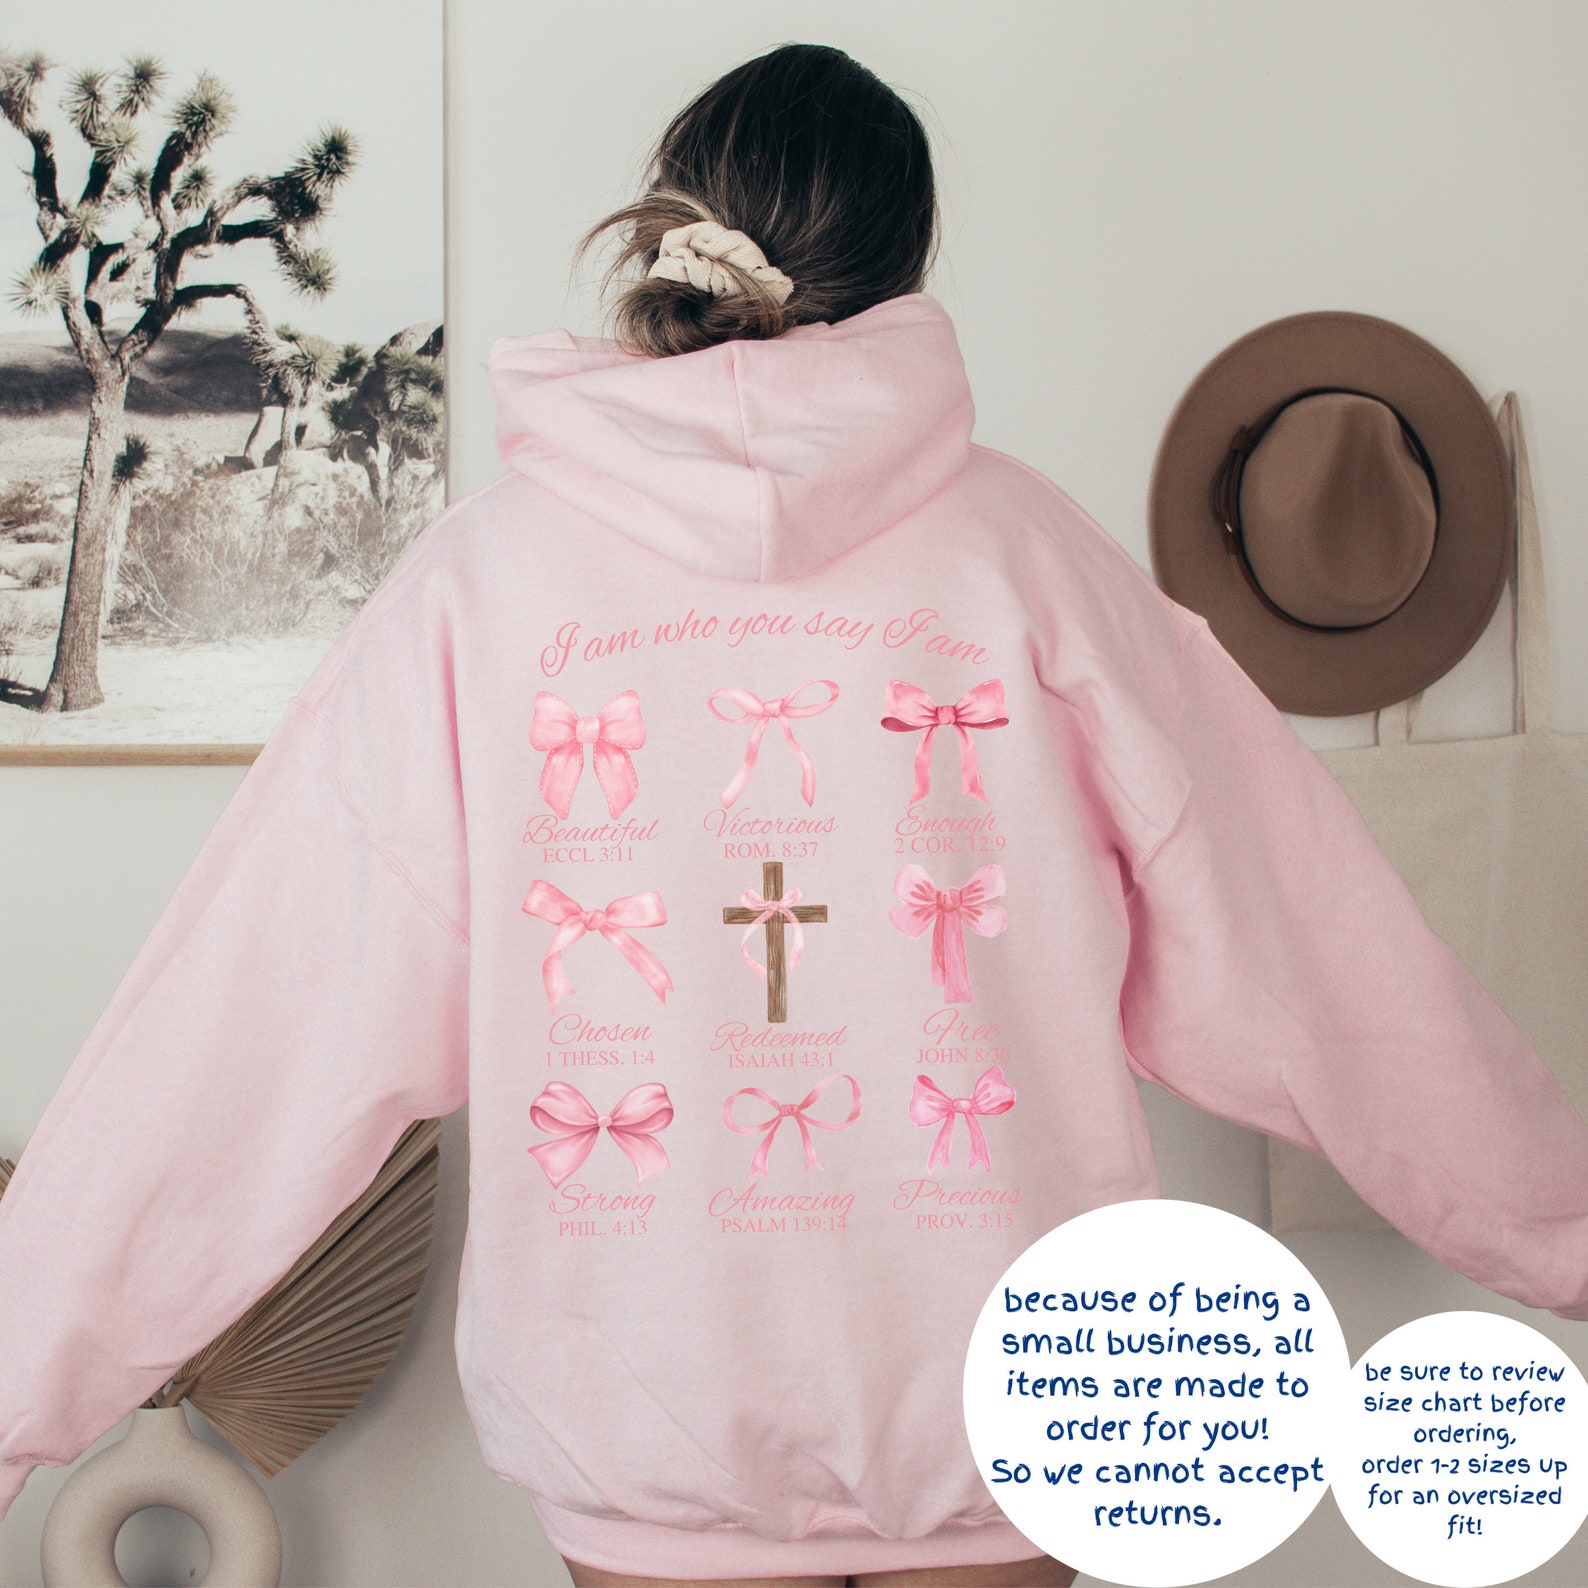 I am who you say I am
Beautiful Victorious Enough
ECCL 3:11 ROM. 8:37 2 COR. 12:9
Chosen Redeemed Free
1 THESS. 1:4 ISAIAH 43:1 JOHN 8:36
Strong Amazing Precious
PHIL. 4:13 PSALM 139:14 PROV. 3:15
because of being a
small business, all
items are made to
order for you!
So we cannot accept
returns.
be sure to review
size chart before
ordering,
order 1-2 sizes up
for an oversized
fit!